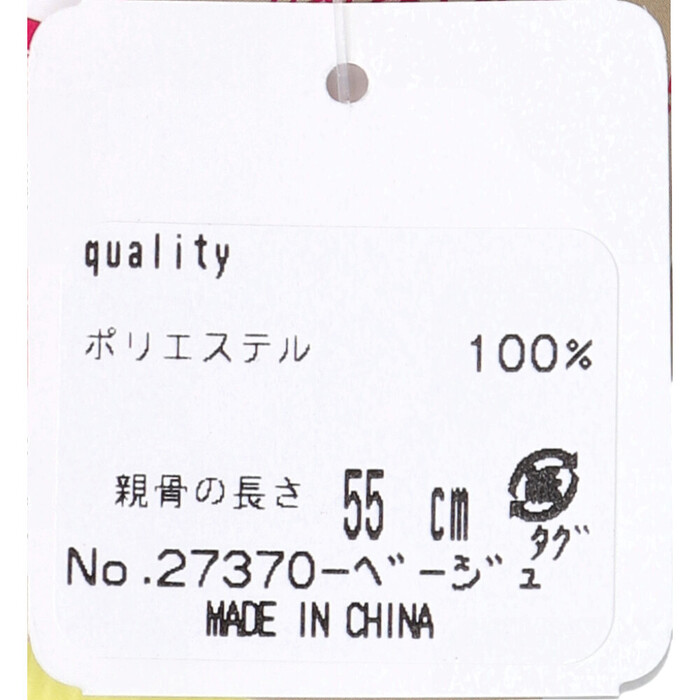 quality
ポリエステル 100%
親骨の長さ 55 cm
タグ
No.27370-ベージュ
MADE IN CHINA